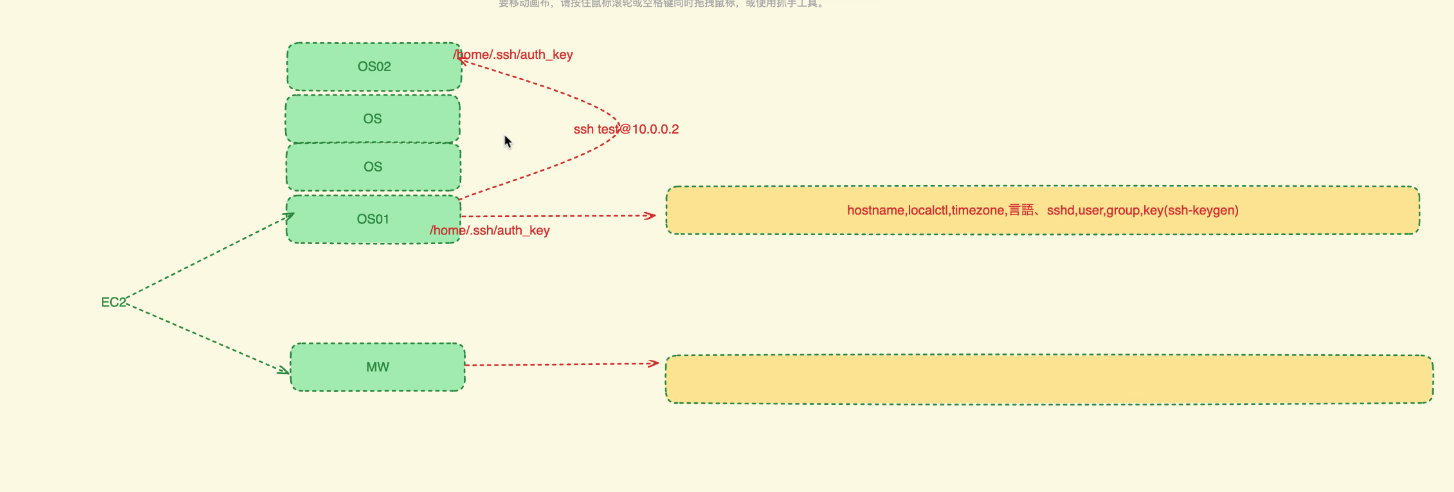 要移动画布，请按住鼠标滚轮或空格键同时拖拽鼠标，或使用抓手工具。
/home/.ssh/auth_key
OS02
OS
ssh test@10.0.0.2
OS
OS01
hostname,localctl,timezone,言語、sshd,user,group,key(ssh-keygen)
/home/.ssh/auth_key
EC2
MW